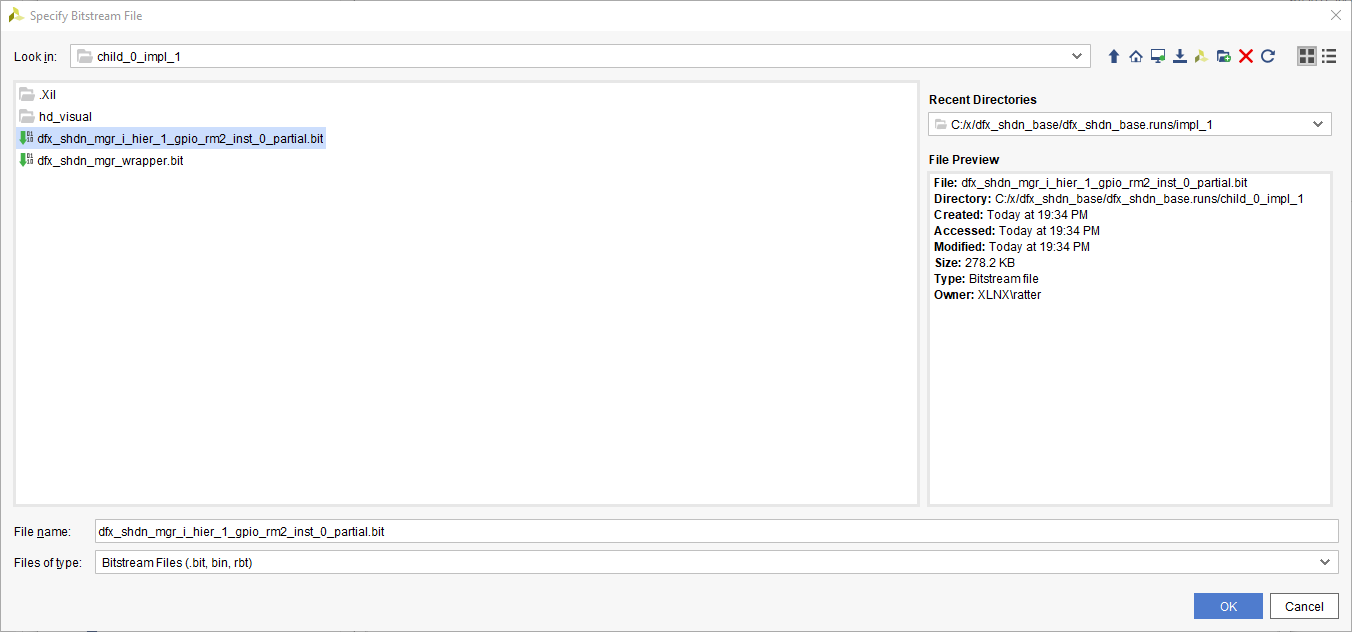 Specify Bitstream File
Look in: child_0_impl_1
.Xil
hd_visual
dfx_shdn_mgr_i_hier_1_gpio_rm2_inst_0_partial.bit
dfx_shdn_mgr_wrapper.bit
Recent Directories
C:/x/dfx_shdn_base/dfx_shdn_base.runs/impl_1
File Preview
File: dfx_shdn_mgr_i_hier_1_gpio_rm2_inst_0_partial.bit
Directory: C:/x/dfx_shdn_base/dfx_shdn_base.runs/child_0_impl_1
Created: Today at 19:34 PM
Accessed: Today at 19:34 PM
Modified: Today at 19:34 PM
Size: 278.2 KB
Type: Bitstream file
Owner: XLNX\ratter
File name: dfx_shdn_mgr_i_hier_1_gpio_rm2_inst_0_partial.bit
Files of type: Bitstream Files (.bit, bin, rbt)
OK Cancel